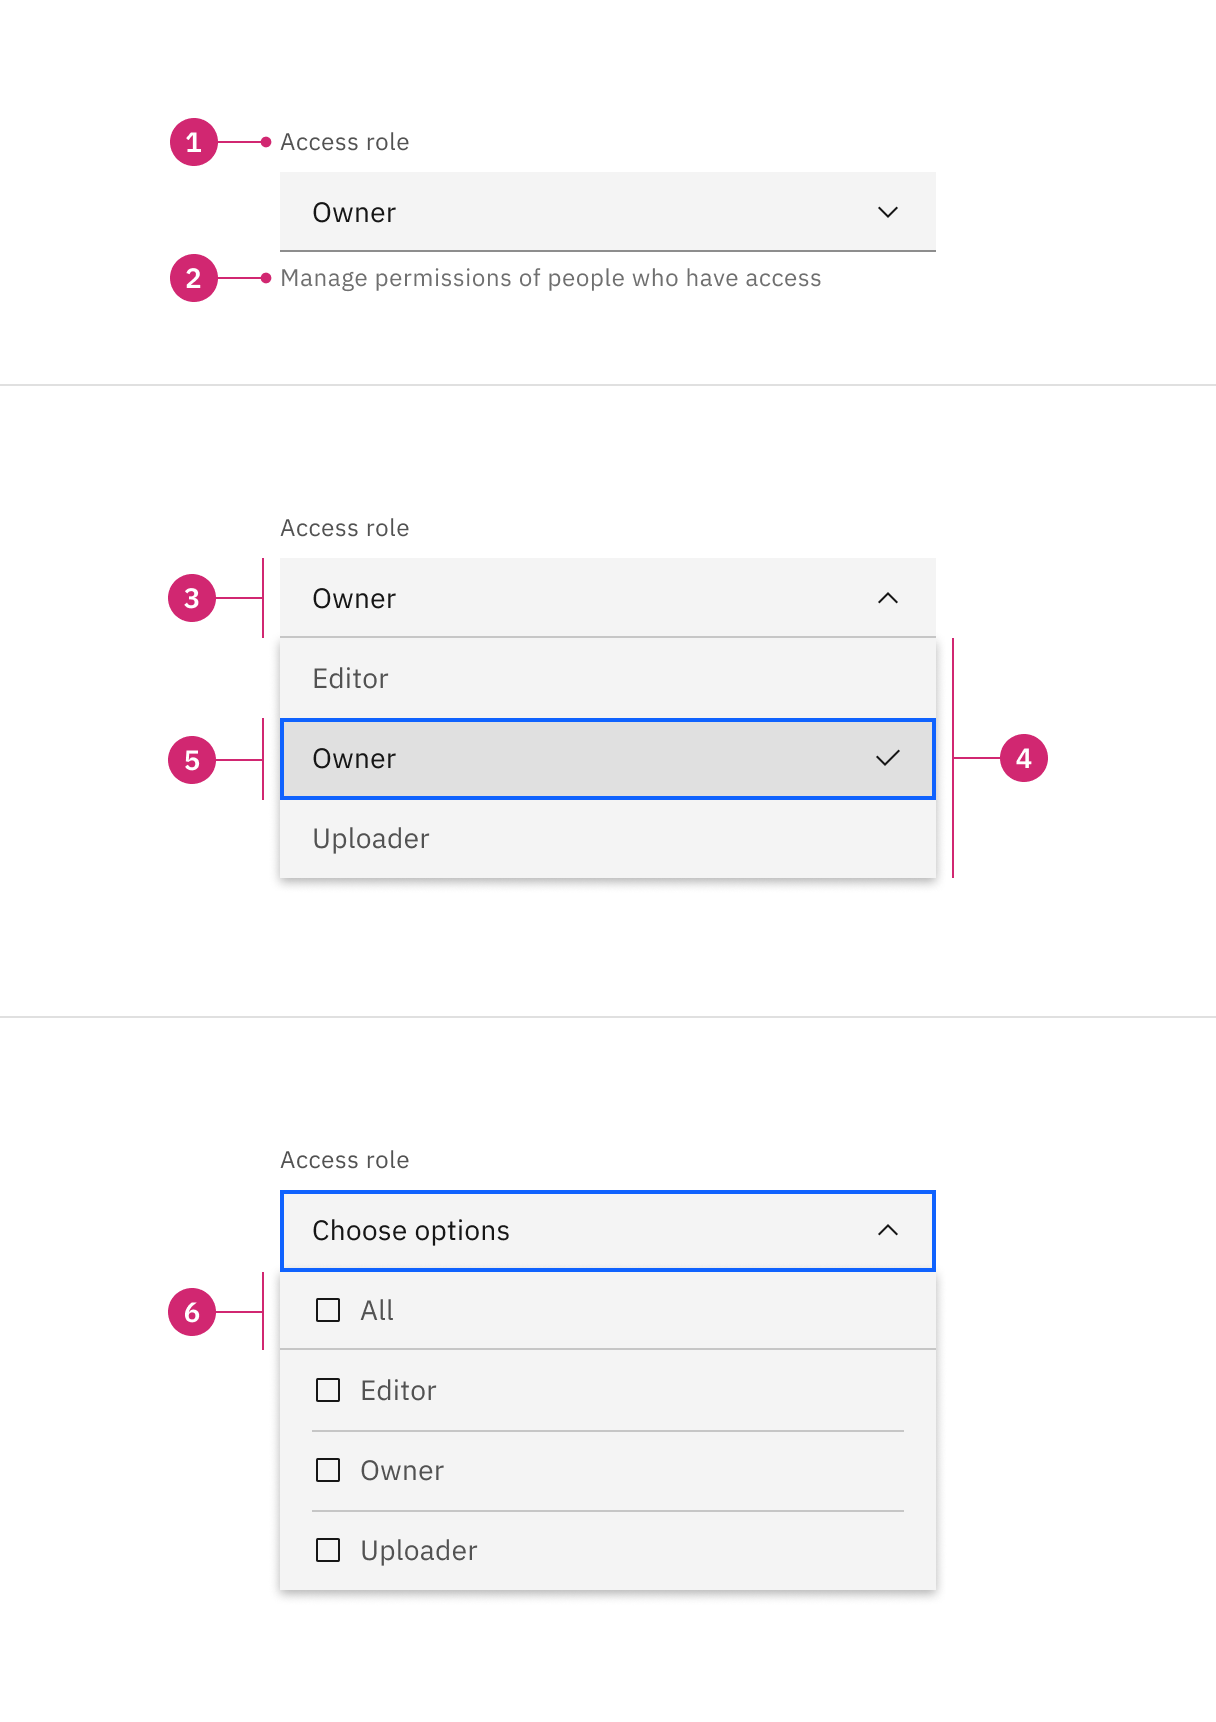 1 Access role
Owner
2 Manage permissions of people who have access
Access role
3 Owner
Editor
5 Owner 4
Uploader
Access role
Choose options
6 All
Editor
Owner
Uploader